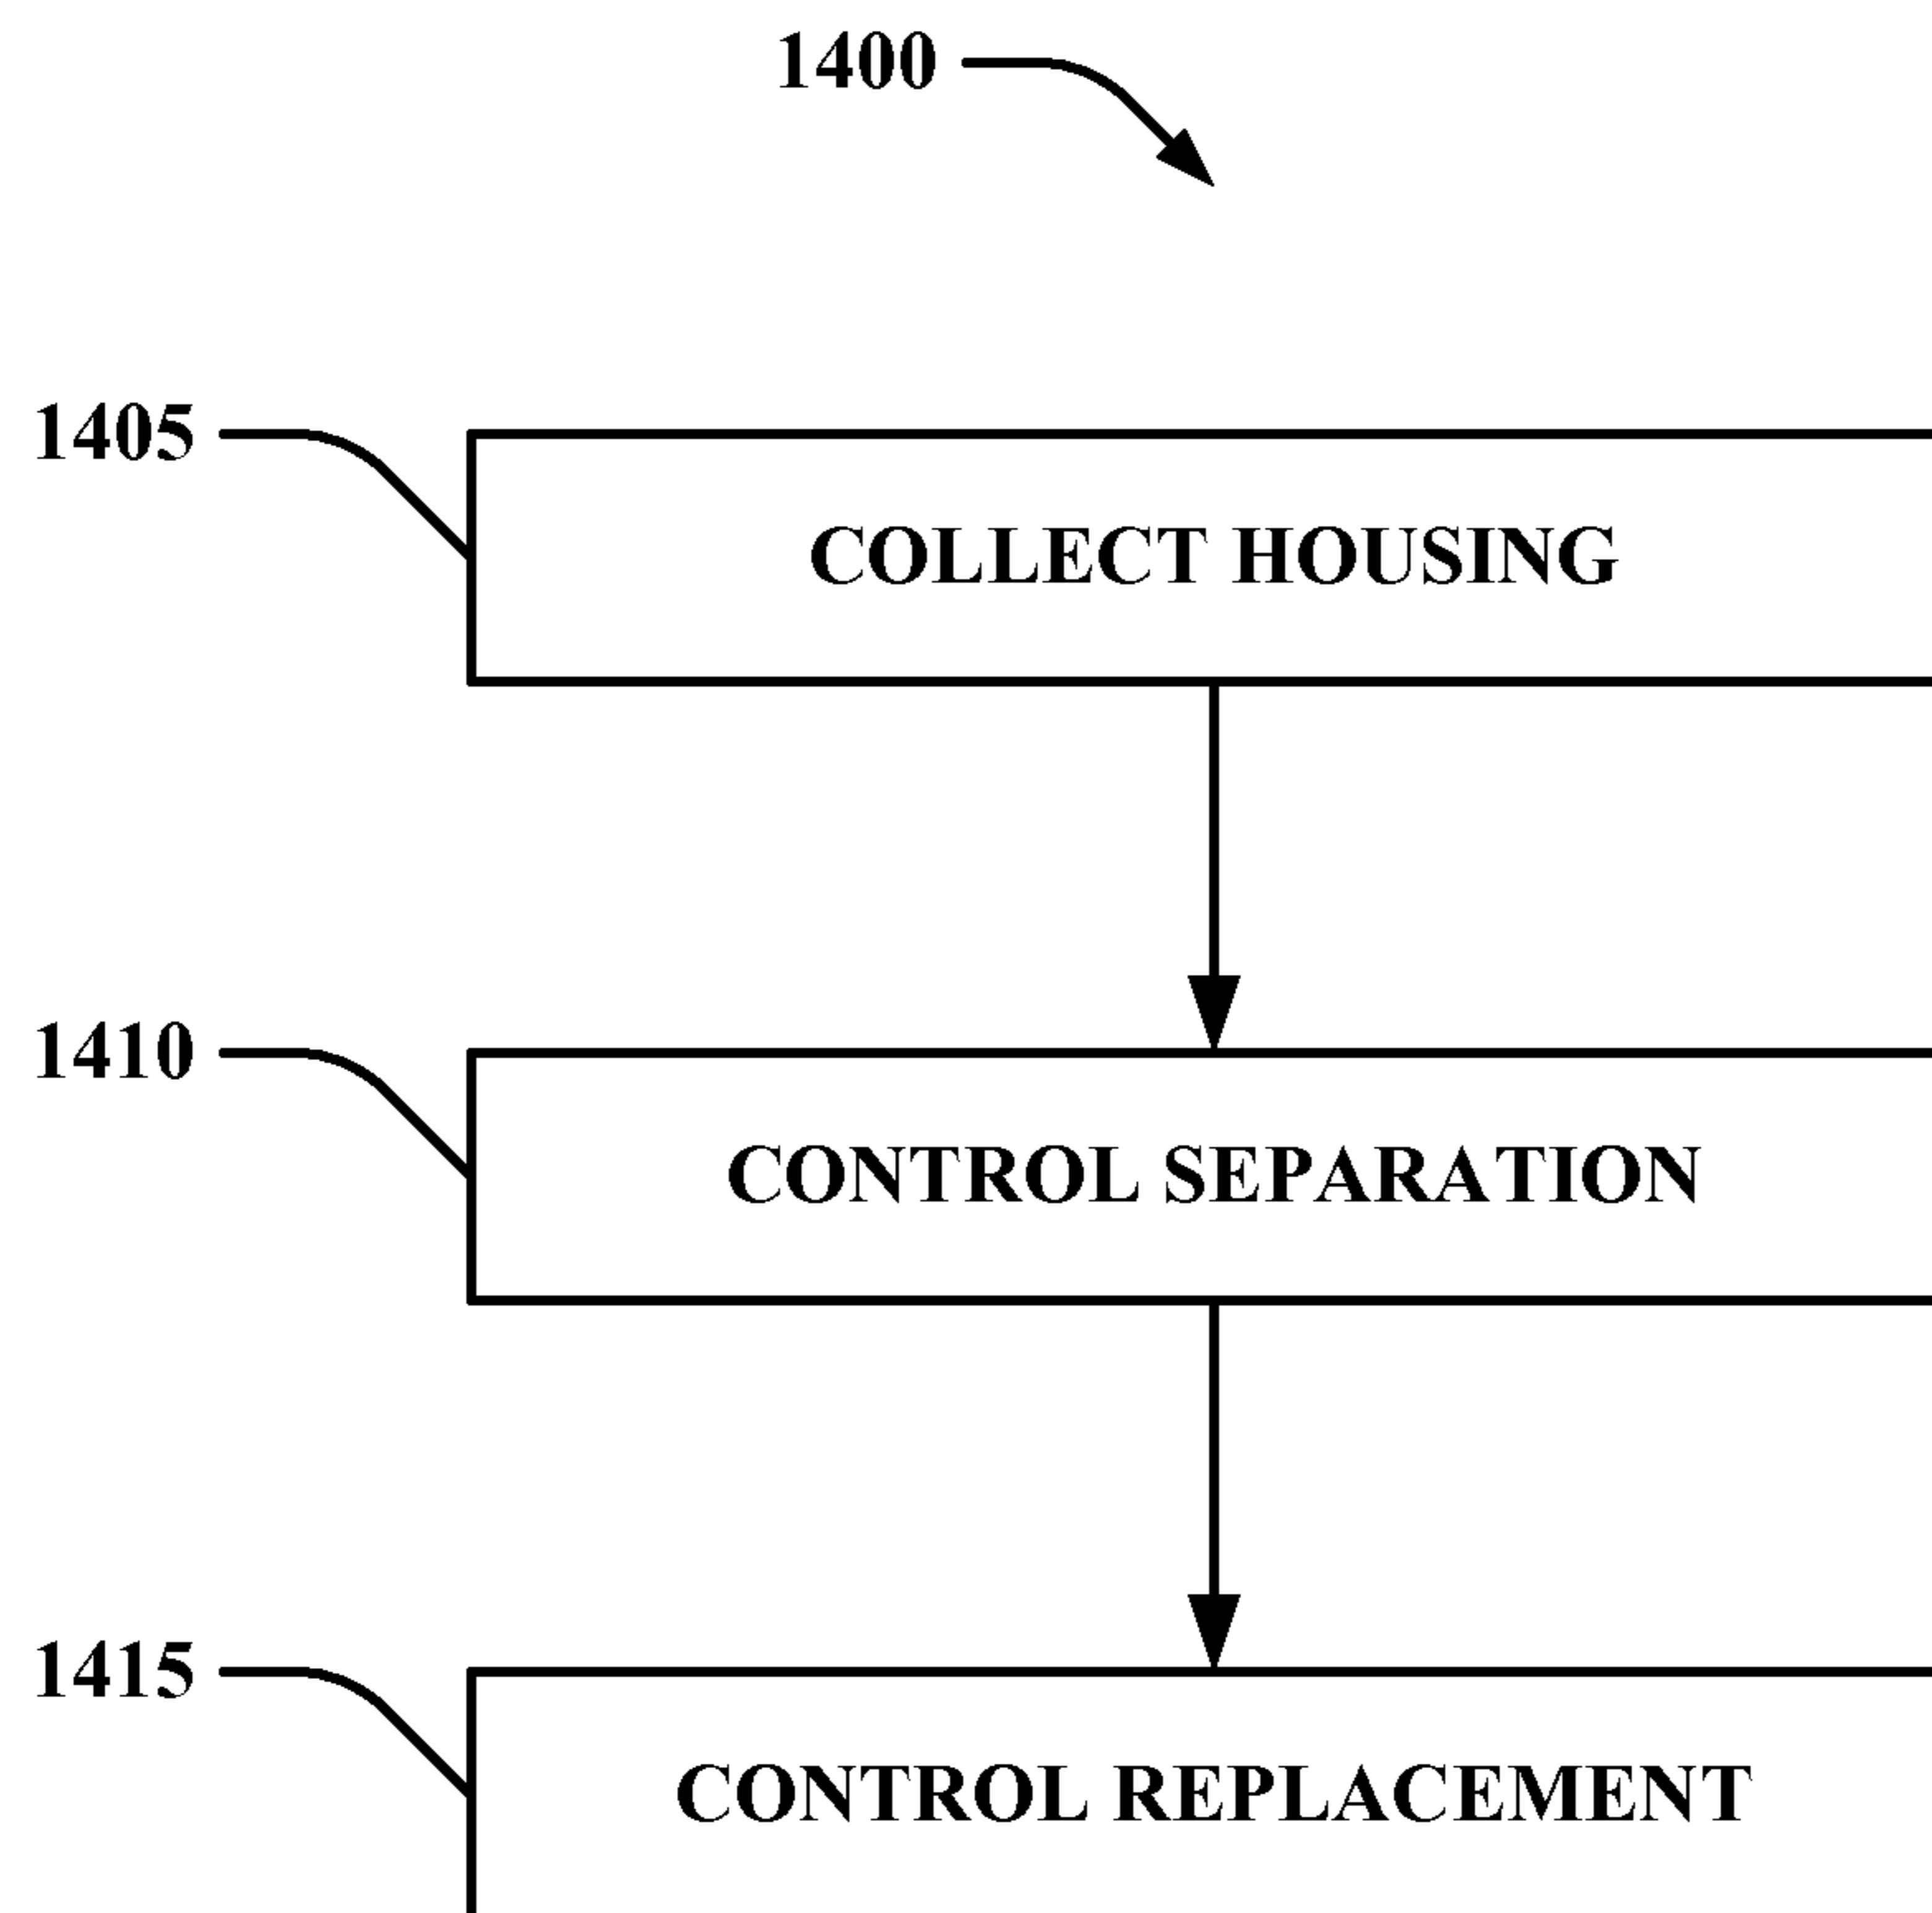 1400
1405
COLLECT HOUSING
1410
CONTROL SEPARATION
1415
CONTROL REPLACEMENT